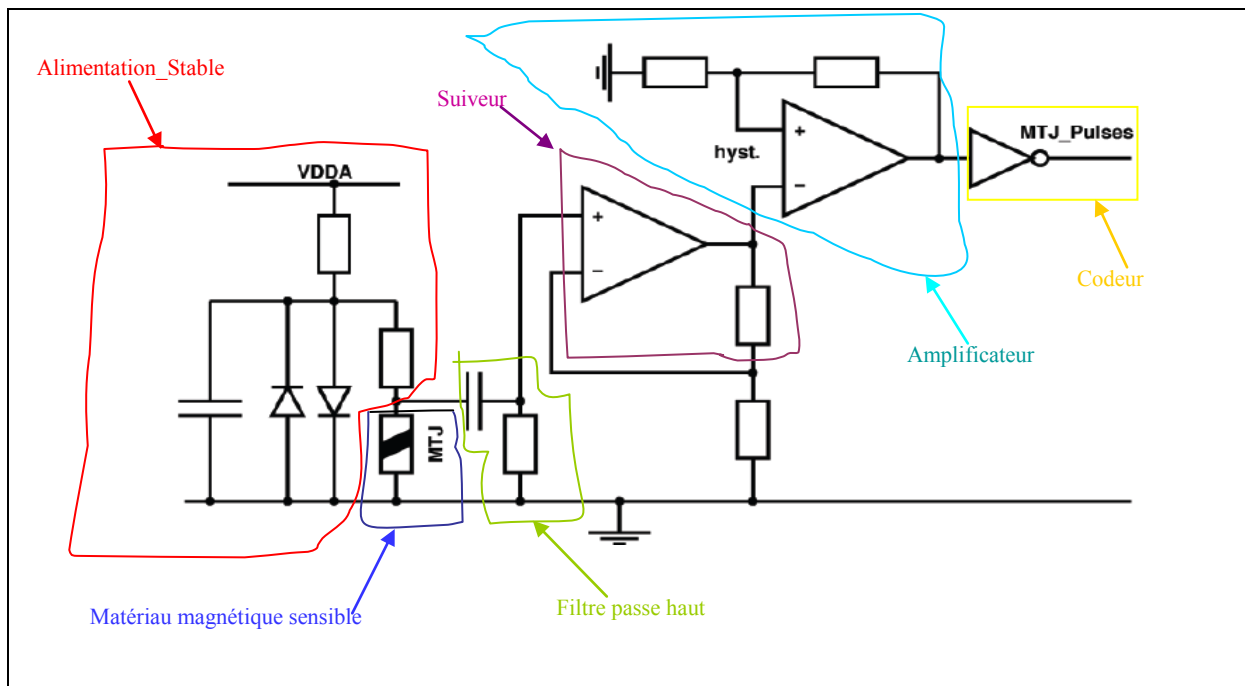 Alimentation_Stable
Suiveur
VDDA
+
hyst.
−
MTJ_Pulses
+
−
Codeur
Amplificateur
MTJ
Matériau magnétique sensible
Filtre passe haut